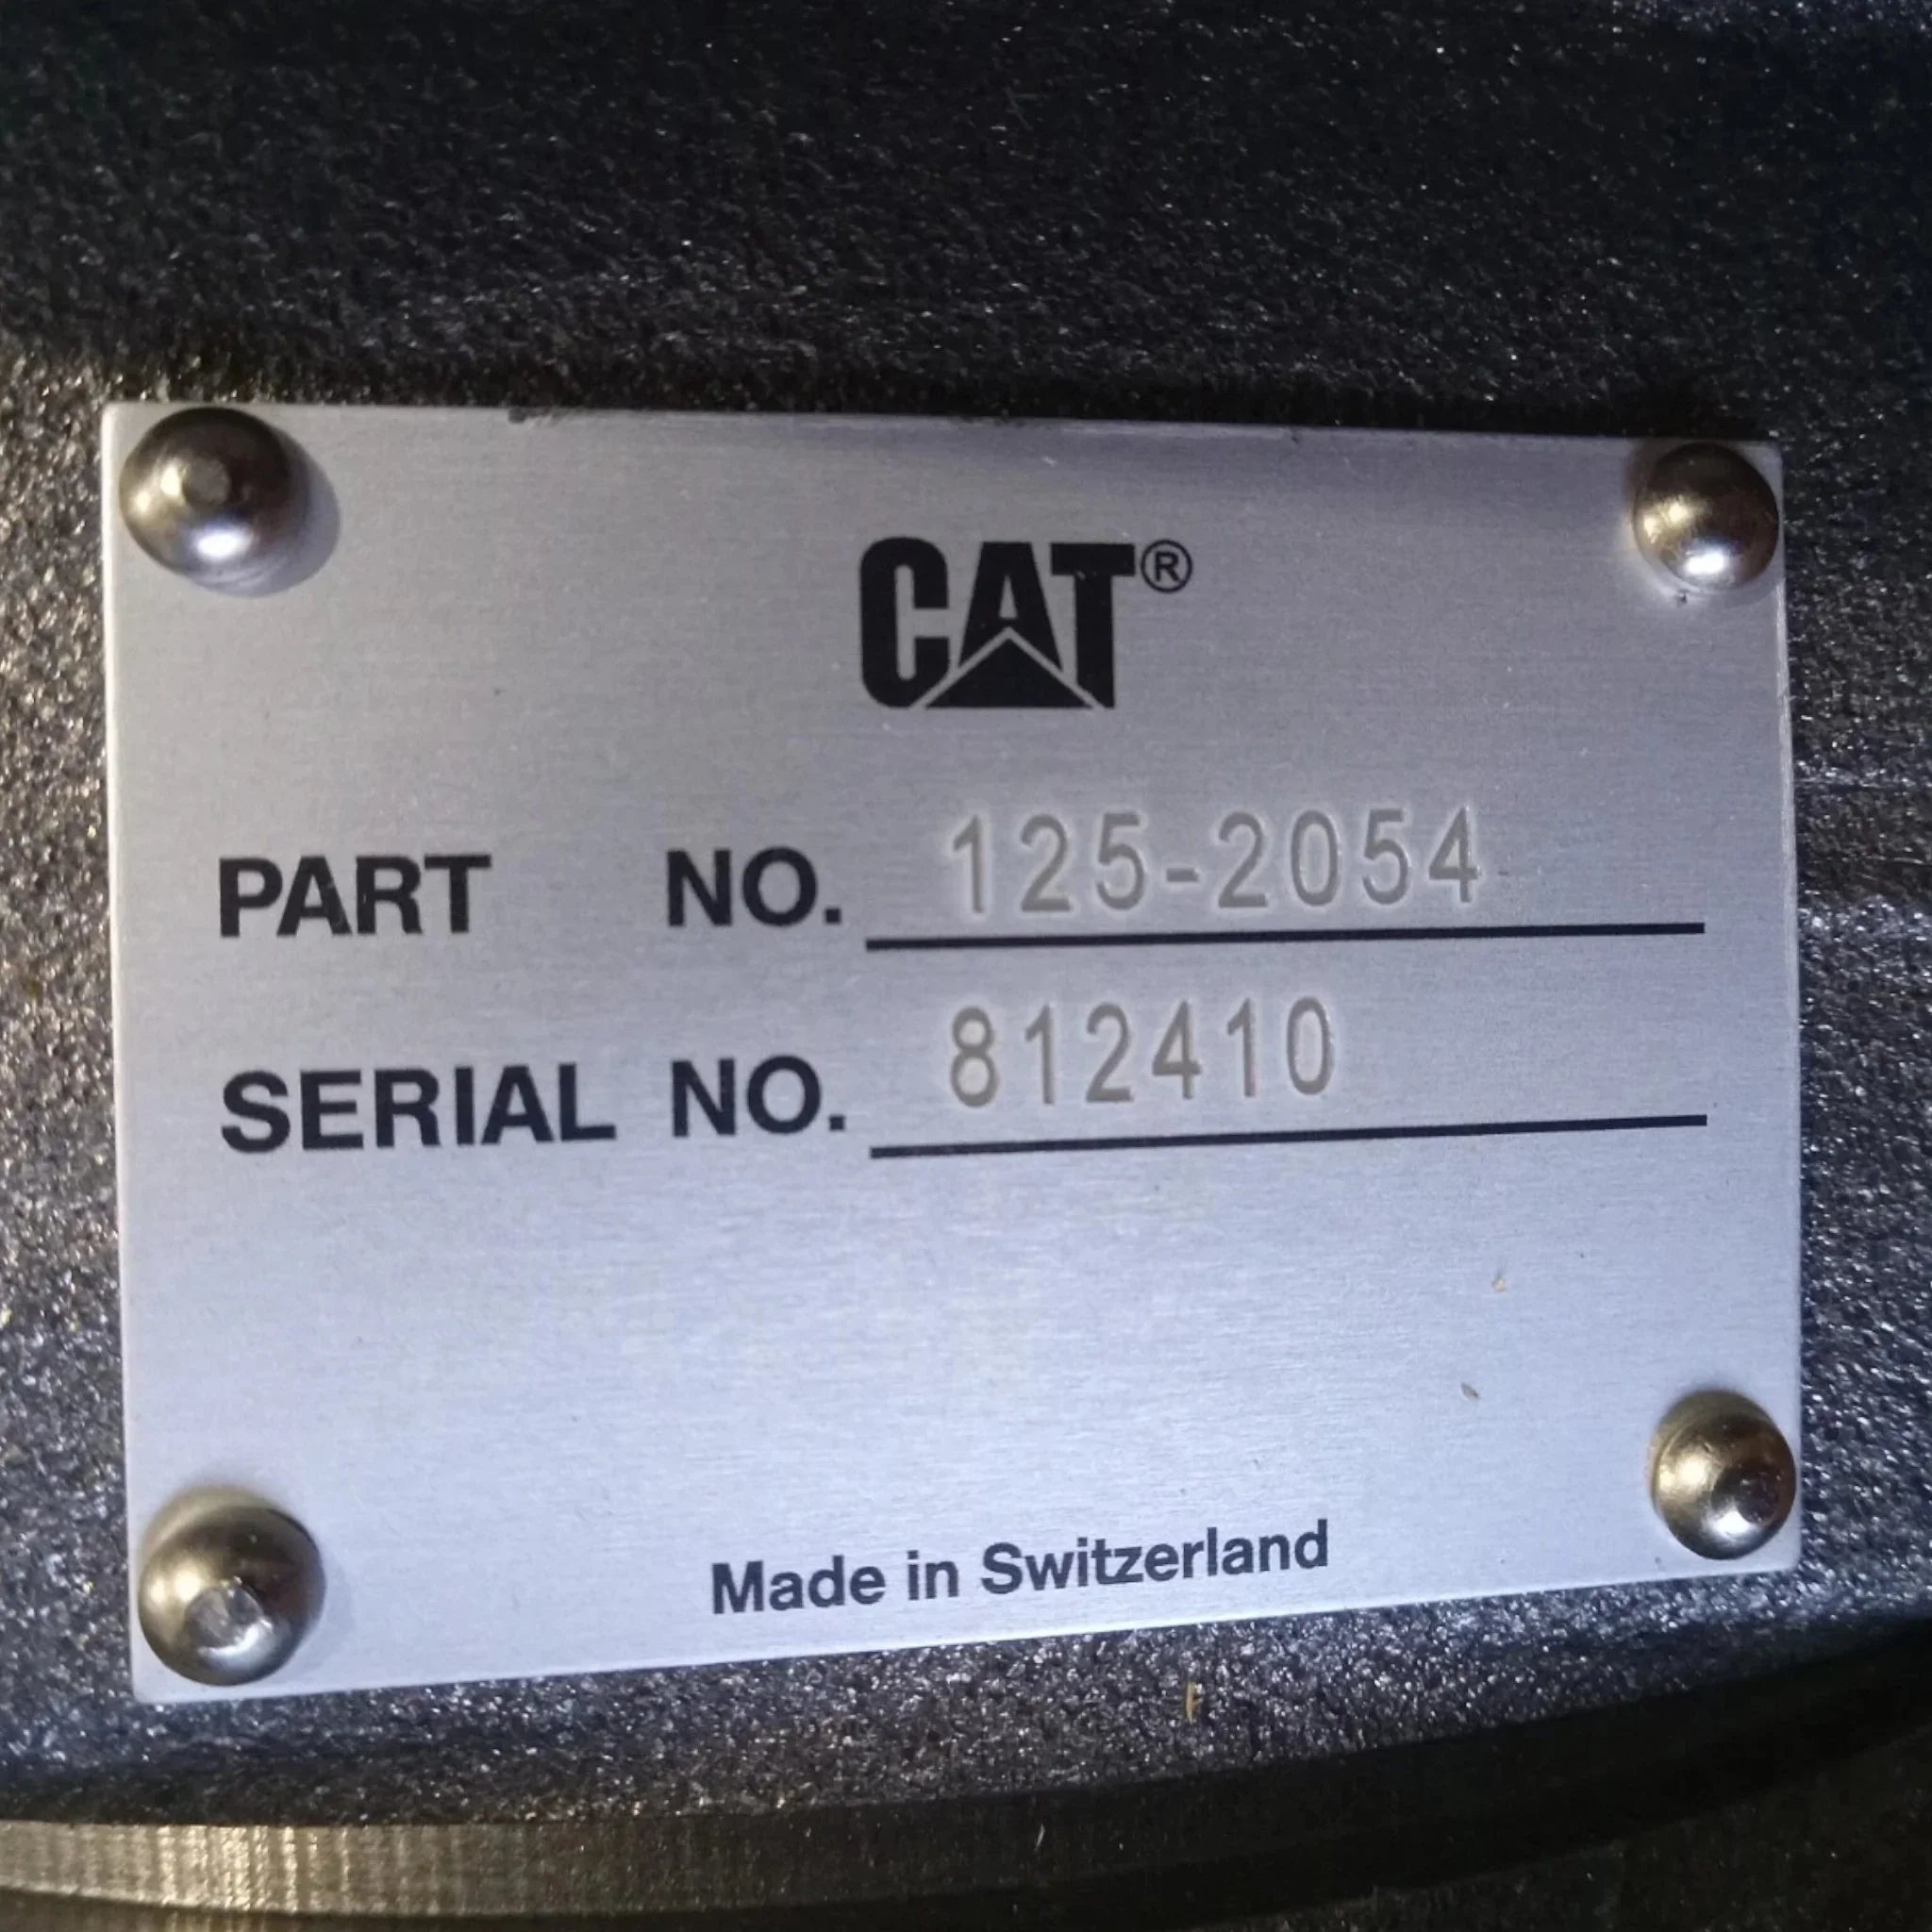 CAT®
PART NO. 125-2054
SERIAL NO. 812410
Made in Switzerland